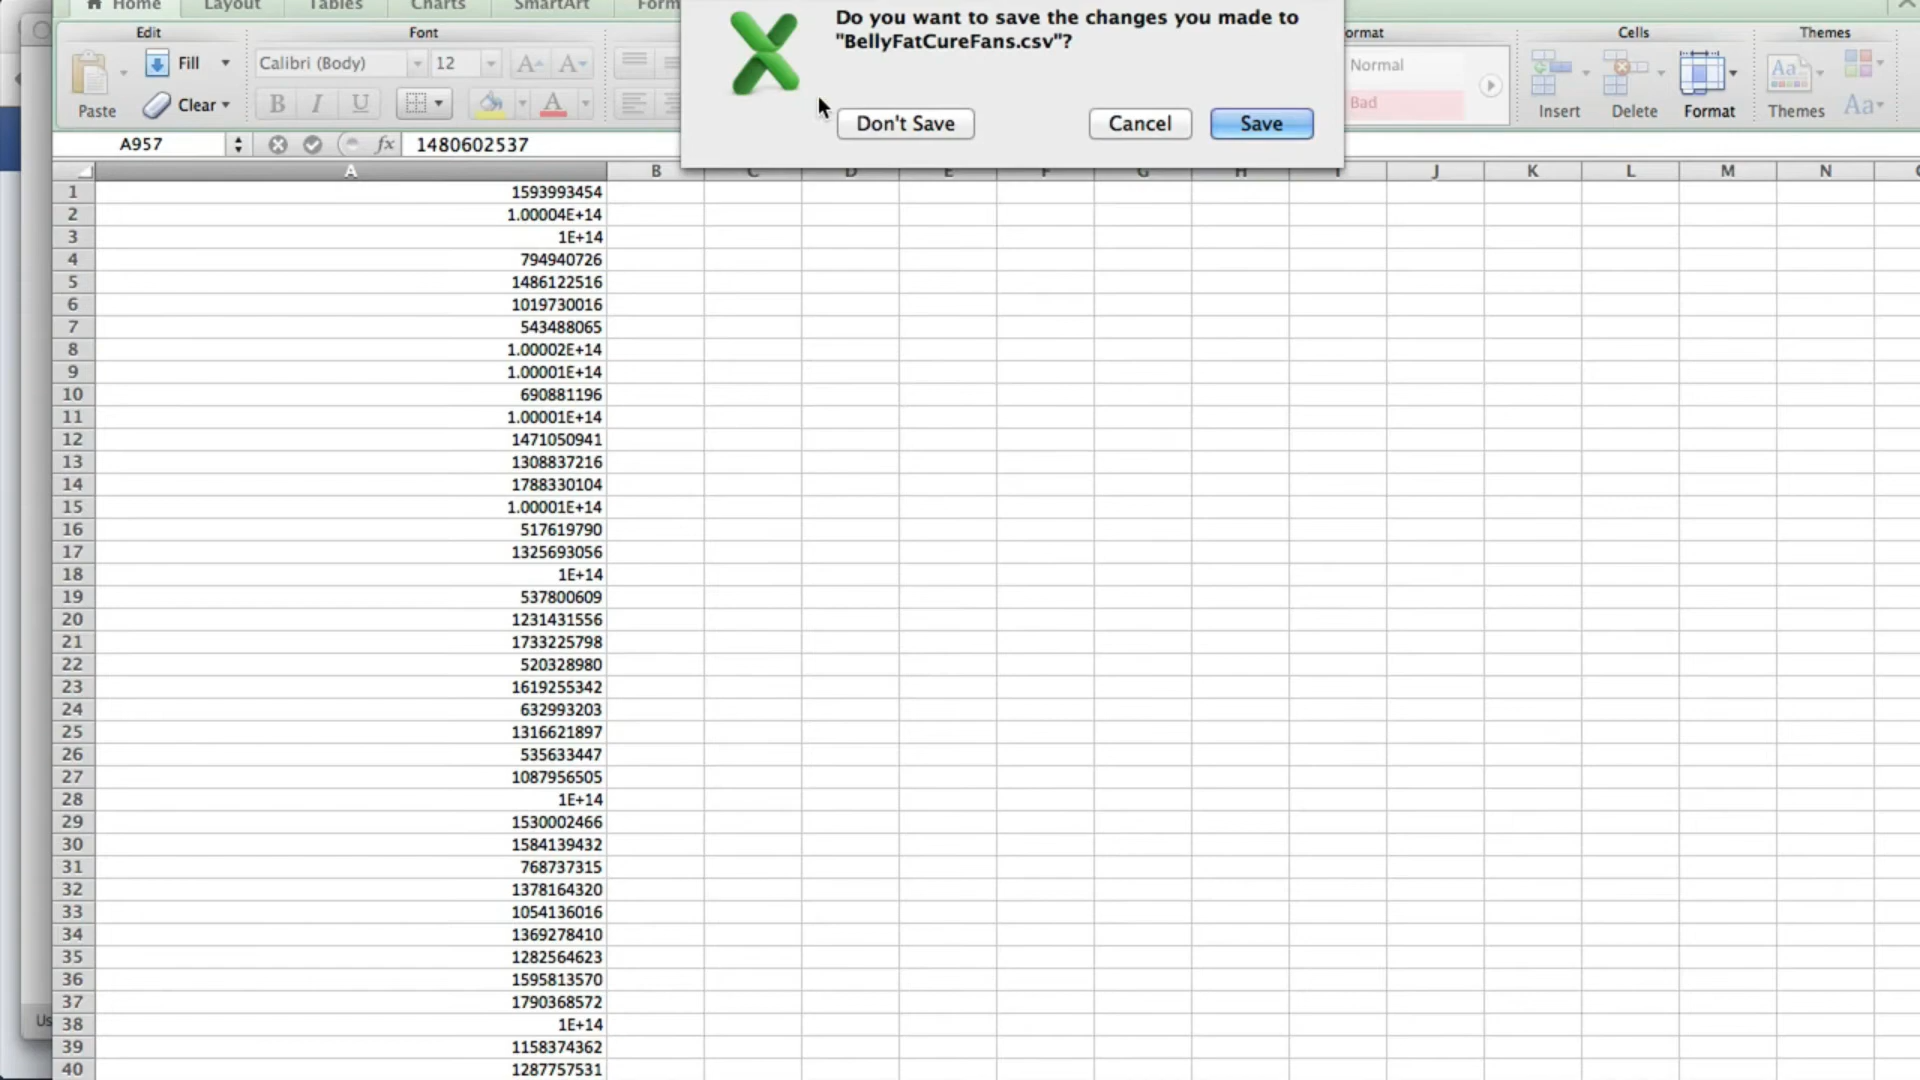 Home Layout Tables Charts SmartArt Form
Do you want to save the changes you made to
"BellyFatCureFans.csv"?
Don't Save Cancel Save
Edit Font ormat Cells Themes
Paste Fill Clear
Calibri (Body) 12 A A
B I U A
Normal
Bad
Insert Delete Format Themes
Aa
Aa
A957 fx 1480602537
A B C D E F G H I J K L M N
1 1593993454
2 1.00004E+14
3 1E+14
4 794940726
5 1486122516
6 1019730016
7 543488065
8 1.00002E+14
9 1.00001E+14
10 690881196
11 1.00001E+14
12 1471050941
13 1308837216
14 1788330104
15 1.00001E+14
16 517619790
17 1325693056
18 1E+14
19 537800609
20 1231431556
21 1733225798
22 520328980
23 1619255342
24 632993203
25 1316621897
26 535633447
27 1087956505
28 1E+14
29 1530002466
30 1584139432
31 768737315
32 1378164320
33 1054136016
34 1369278410
35 1282564623
36 1595813570
37 1790368572
38 1E+14
39 1158374362
40 1287757531
Us